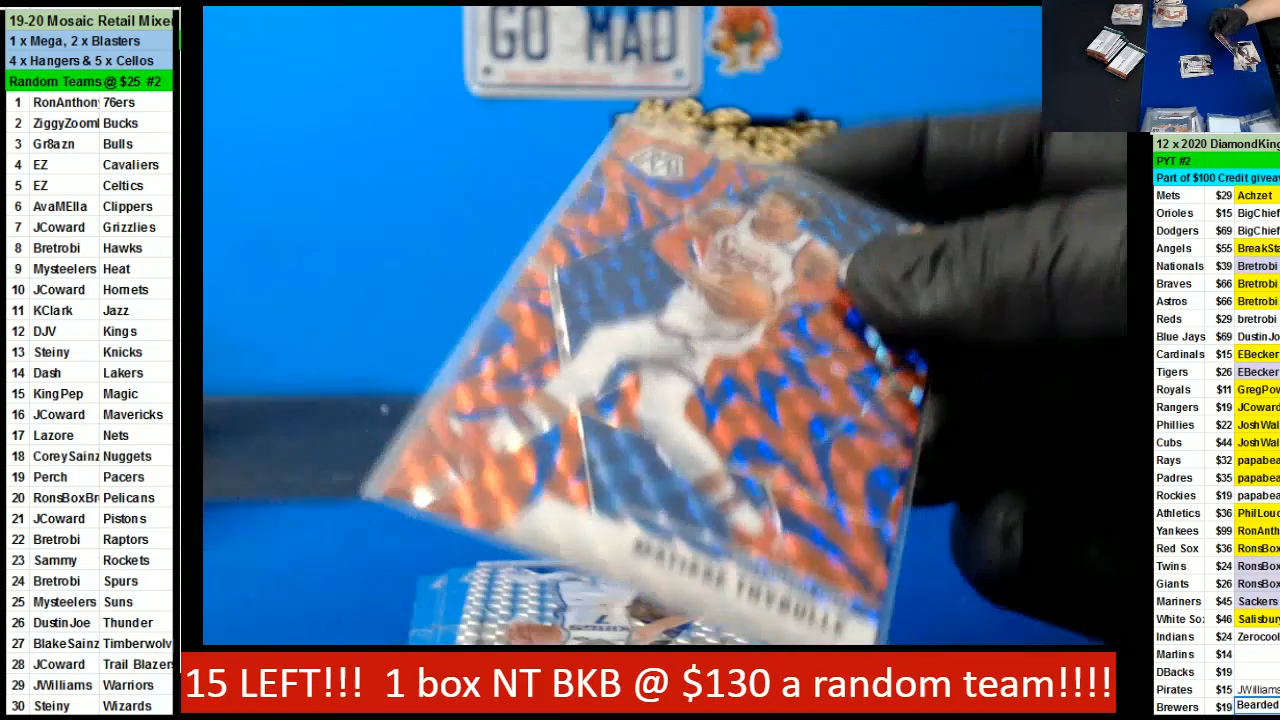 19-20 Mosaic Retail Mixer
1 x Mega, 2 x Blasters
4 x Hangers & 5 x Cellos
Random Teams @ $25 #2
1 RonAnthony 76ers
2 ZiggyZooml Bucks
3 Gr8azn Bulls
4 EZ Cavaliers
5 EZ Celtics
6 AvaMElla Clippers
7 JCoward Grizzlies
8 Bretrobi Hawks
9 Mysteelers Heat
10 JCoward Hornets
11 KClark Jazz
12 DJV Kings
13 Steiny Knicks
14 Dash Lakers
15 KingPep Magic
16 JCoward Mavericks
17 Lazore Nets
18 CoreySainz Nuggets
19 Perch Pacers
20 RonsBoxBr Pelicans
21 JCoward Pistons
22 Bretrobi Raptors
23 Sammy Rockets
24 Bretrobi Spurs
25 Mysteelers Suns
26 DustinJoe Thunder
27 BlakeSainz Timberwolv
28 JCoward Trail Blazers
29 JWilliams Warriors
30 Steiny Wizards
GO MAD
MATISSE THYBULLE
15 LEFT!!! 1 box NT BKB @ $130 a random team!!!!
12 x 2020 DiamondKing
PYT #2
Part of $100 Credit giveav
Mets $29 Achzet
Orioles $15 BigChief
Dodgers $69 BigChief
Angels $55 BreakSta
Nationals $39 Bretrobi
Braves $66 Bretrobi
Astros $66 Bretrobi
Reds $29 bretrobi
Blue Jays $69 DustinJo
Cardinals $15 EBecker
Tigers $26 EBecker
Royals $11 GregPov
Rangers $19 JCoward
Phillies $22 JoshWal
Cubs $44 JoshWal
Rays $32 papabea
Padres $35 papabea
Rockies $19 papabea
Athletics $36 PhilLouc
Yankees $99 RonAnth
Red Sox $36 RonsBox
Twins $24 RonsBox
Giants $26 RonsBox
Mariners $45 Sackers
White Sox $46 Salisbury
Indians $24 Zerocool
Marlins $14
DBacks $19
Pirates $15 JWilliams
Brewers $19 Bearded